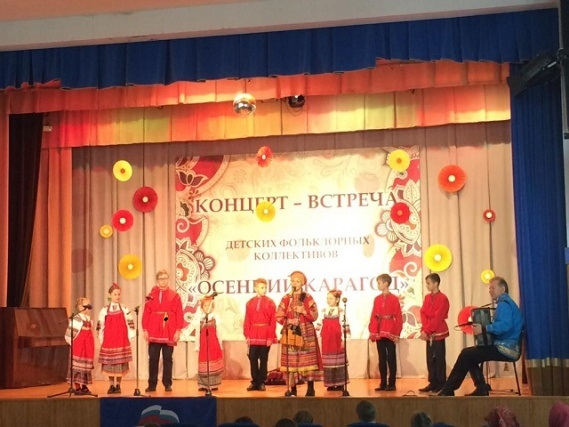 КОНЦЕРТ – ВСТРЕЧА
ДЕТСКИХ ФОЛЬКЛОРНЫХ
КОЛЛЕКТИВОВ
«ОСЕННИЙ КАРАГОД»